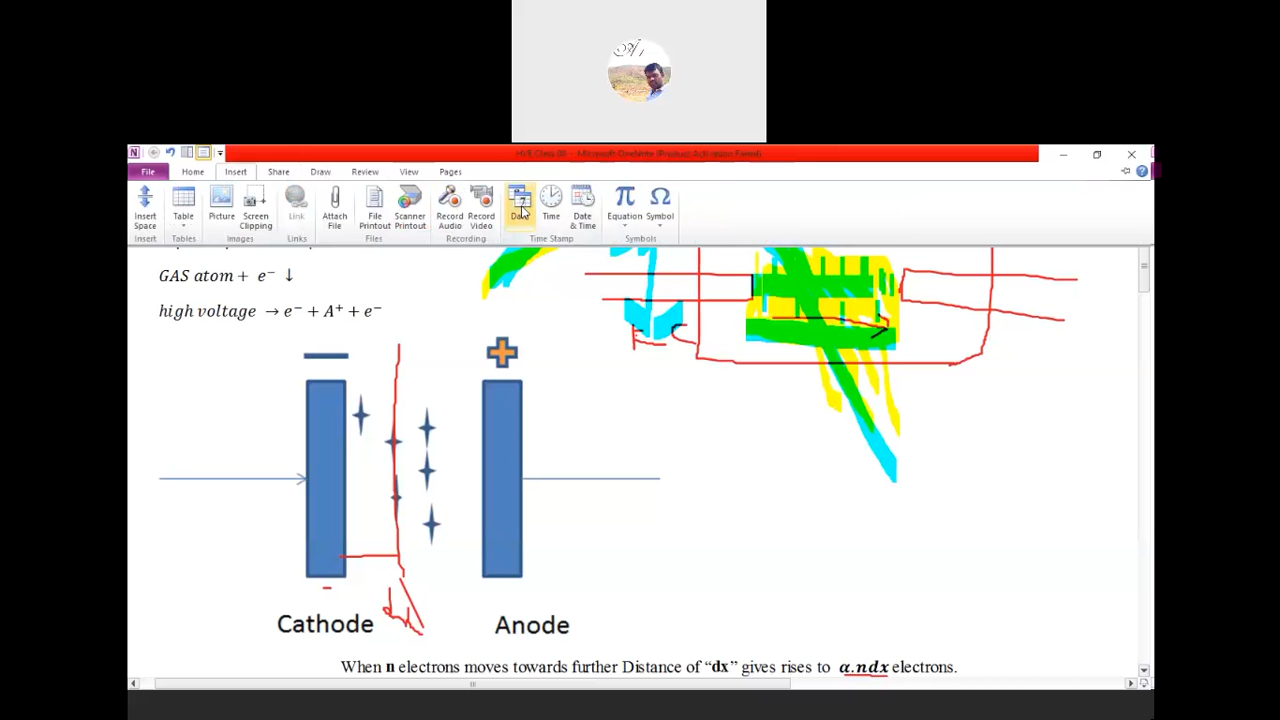 File Home Insert Share Draw Review View Pages
Insert Space Table Picture Screen Clipping Link Attach File File Printout Scanner Printout Record Audio Record Video Date Time Date & Time Equation Symbol
Insert Tables Images Links Files Recording Time Stamp Symbols
GAS atom + e⁻ ↓
high voltage → e⁻ + A⁺ + e⁻
Cathode Anode
When n electrons moves towards further Distance of “dx” gives rises to α.ndx electrons.